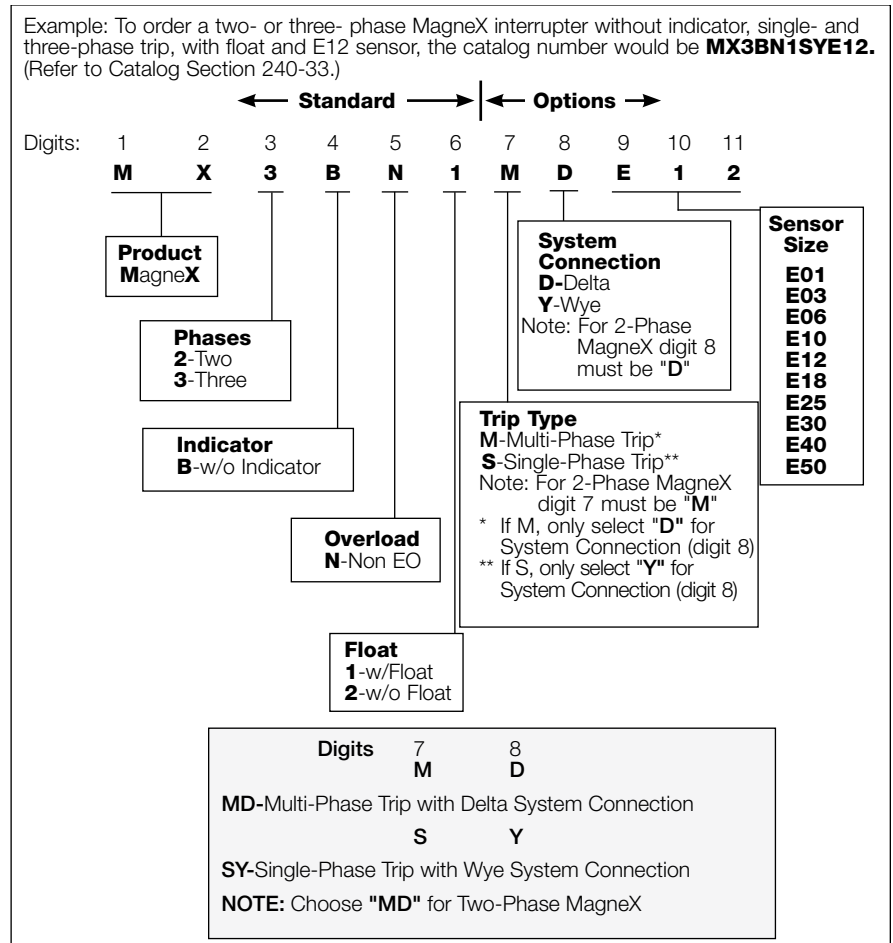 Example: To order a two- or three- phase MagneX interrupter without indicator, single- and
three-phase trip, with float and E12 sensor, the catalog number would be MX3BN1SYE12.
(Refer to Catalog Section 240-33.)
Standard Options
Digits: 1 2 3 4 5 6 7 8 9 10 11
M X 3 B N 1 M D E 1 2
Product
MagneX
Phases
2-Two
3-Three
Indicator
B-w/o Indicator
Overload
N-Non EO
Float
1-w/Float
2-w/o Float
Trip Type
M-Multi-Phase Trip*
S-Single-Phase Trip**
Note: For 2-Phase MagneX
digit 7 must be "M"
* If M, only select "D" for
System Connection (digit 8)
** If S, only select "Y" for
System Connection (digit 8)
System
Connection
D-Delta
Y-Wye
Note: For 2-Phase
MagneX digit 8
must be "D"
Sensor
Size
E01
E03
E06
E10
E12
E18
E25
E30
E40
E50
Digits 7 8
M D
MD-Multi-Phase Trip with Delta System Connection
S Y
SY-Single-Phase Trip with Wye System Connection
NOTE: Choose "MD" for Two-Phase MagneX